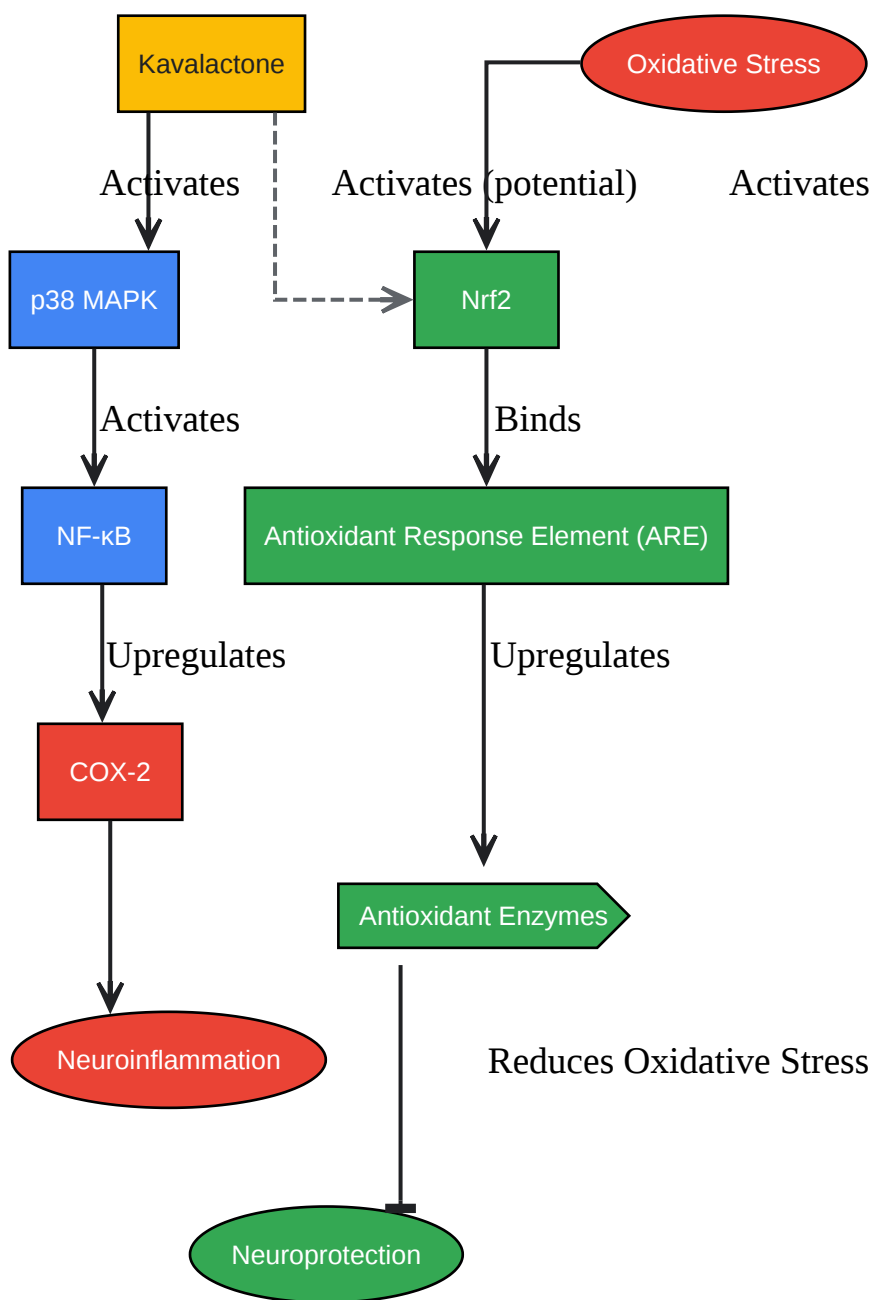 Kavalactone
Oxidative Stress
Activates
Activates (potential)
Activates
p38 MAPK
Nrf2
Activates
Binds
NF-κB
Antioxidant Response Element (ARE)
Upregulates
Upregulates
COX-2
Antioxidant Enzymes
Neuroinflammation
Reduces Oxidative Stress
Neuroprotection